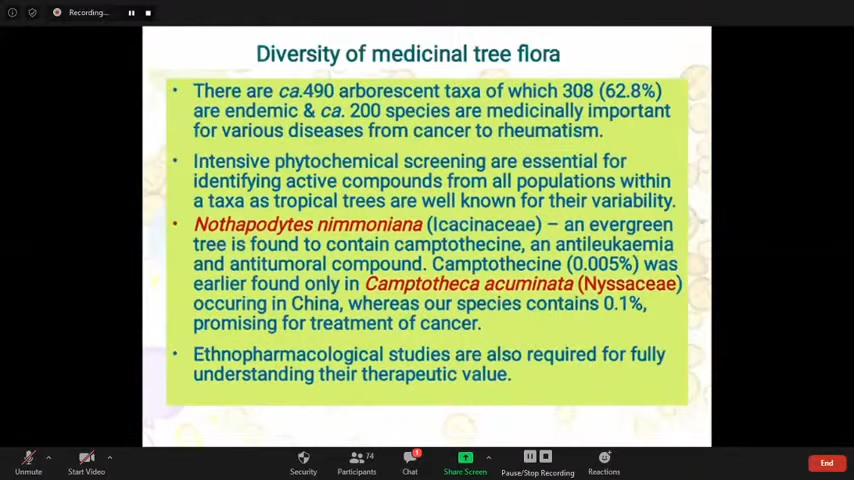 Recording...
Diversity of medicinal tree flora
• There are ca.490 arborescent taxa of which 308 (62.8%)
are endemic & ca. 200 species are medicinally important
for various diseases from cancer to rheumatism.
• Intensive phytochemical screening are essential for
identifying active compounds from all populations within
a taxa as tropical trees are well known for their variability.
• Nothapodytes nimmoniana (Icacinaceae) – an evergreen
tree is found to contain camptothecine, an antileukaemia
and antitumoral compound. Camptothecine (0.005%) was
earlier found only in Camptotheca acuminata (Nyssaceae)
occuring in China, whereas our species contains 0.1%,
promising for treatment of cancer.
• Ethnopharmacological studies are also required for fully
understanding their therapeutic value.
74
1
Unmute
Start Video
Security
Participants
Chat
Share Screen
Pause/Stop Recording
Reactions
End